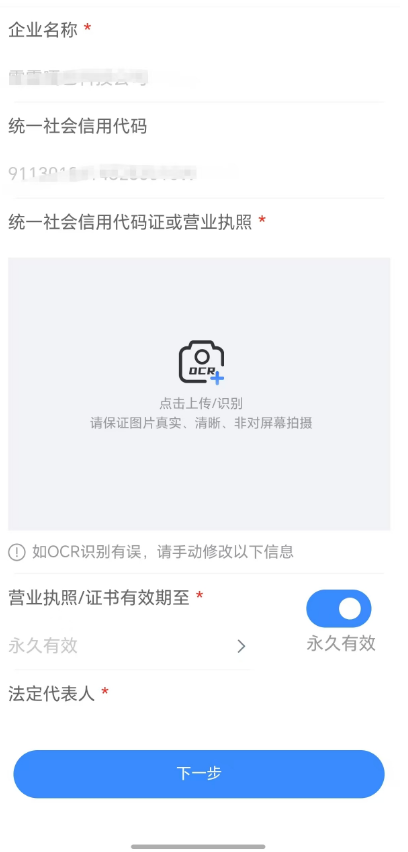 企业名称 *
统一社会信用代码
统一社会信用代码证或营业执照 *
OCR
点击上传/识别
请保证图片真实、清晰、非对屏幕拍摄
如OCR识别有误，请手动修改以下信息
营业执照/证书有效期至 *
永久有效
永久有效
法定代表人 *
下一步